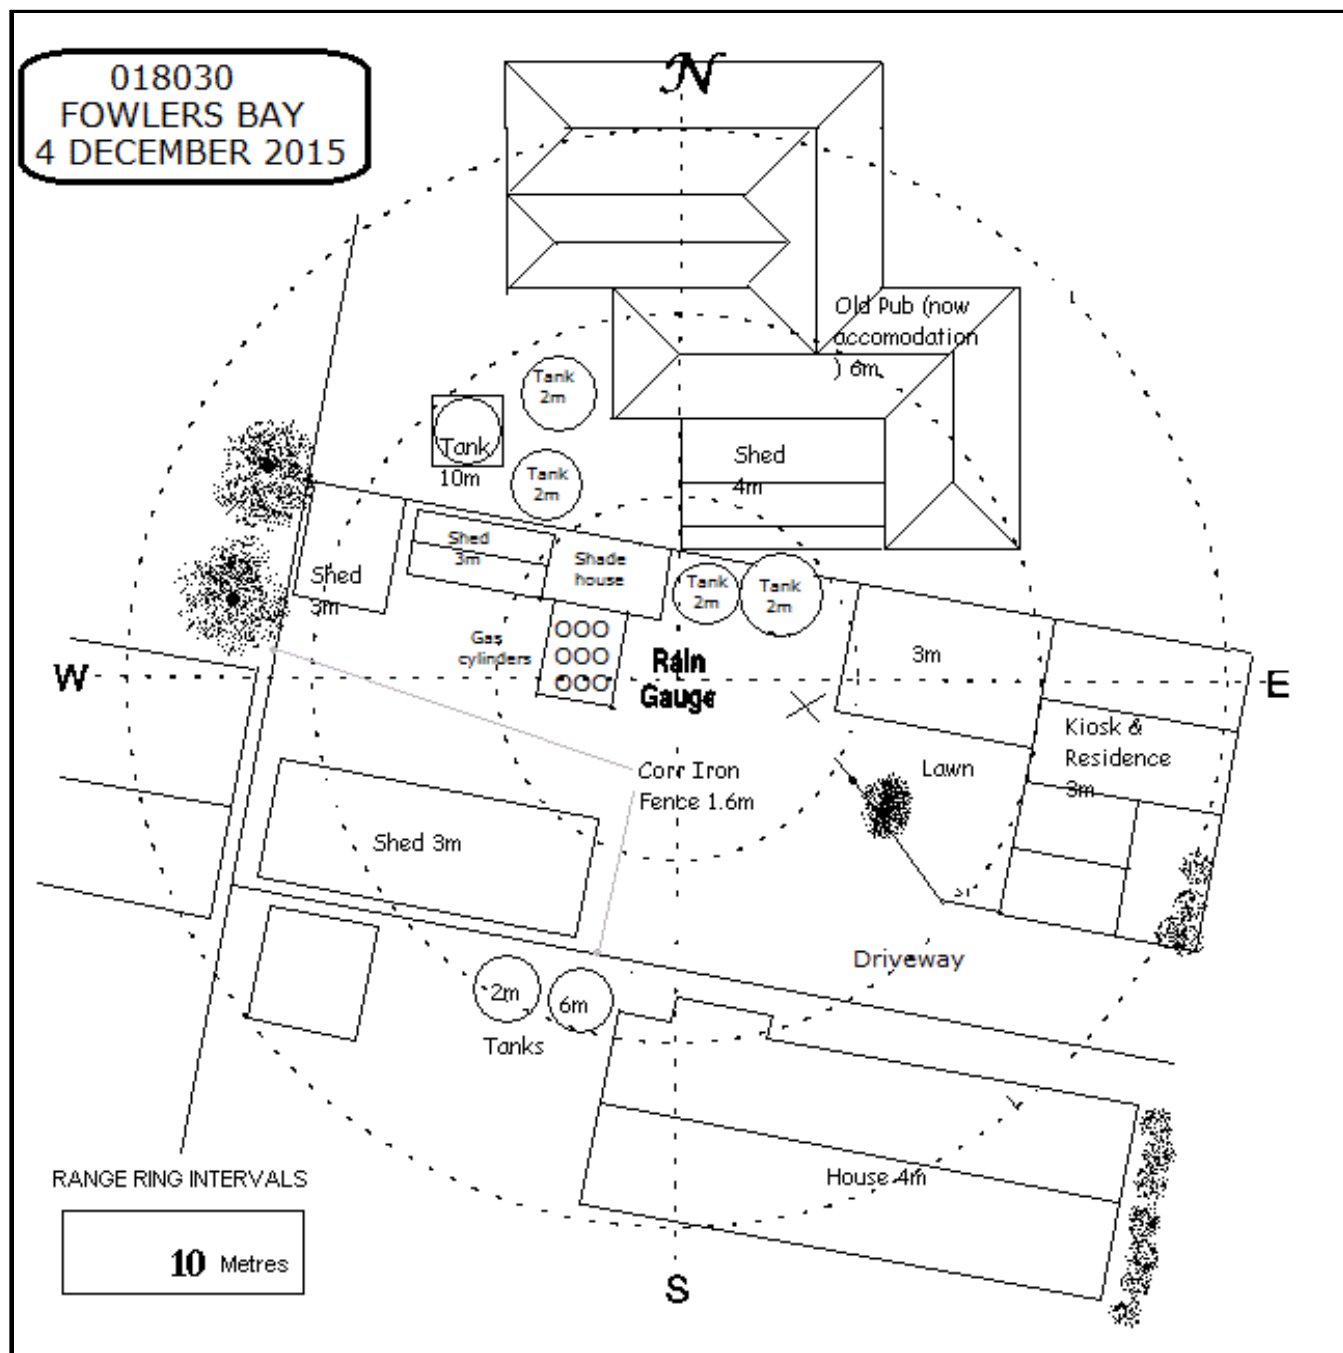 018030
FOWLERS BAY
4 DECEMBER 2015
N
Old Pub (now
accomodation
) 6m
Tank
2m
Tank
10m
Tank
2m
Shed
4m
Shed
3m
Shade
house
Shed
3m
Tank
2m
Tank
2m
Gas
cylinders
Rain
Gauge
3m
W
E
Kiosk &
Residence
3m
Corr Iron
Fence 1.6m
Lawn
Shed 3m
Driveway
2m
6m
Tanks
House 4m
RANGE RING INTERVALS
10 Metres
S